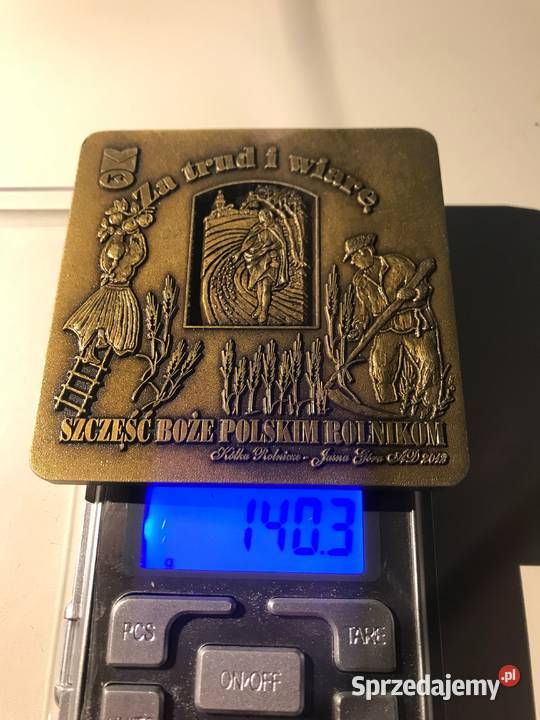 Za trud i wiarę
SZCZĘŚĆ BOŻE POLSKIM ROLNIKOM
Kółka Rolnicze - Jasna Góra AD 2013
140.3
g
PCS
TARE
ON/OFF
Sprzedajemy.pl